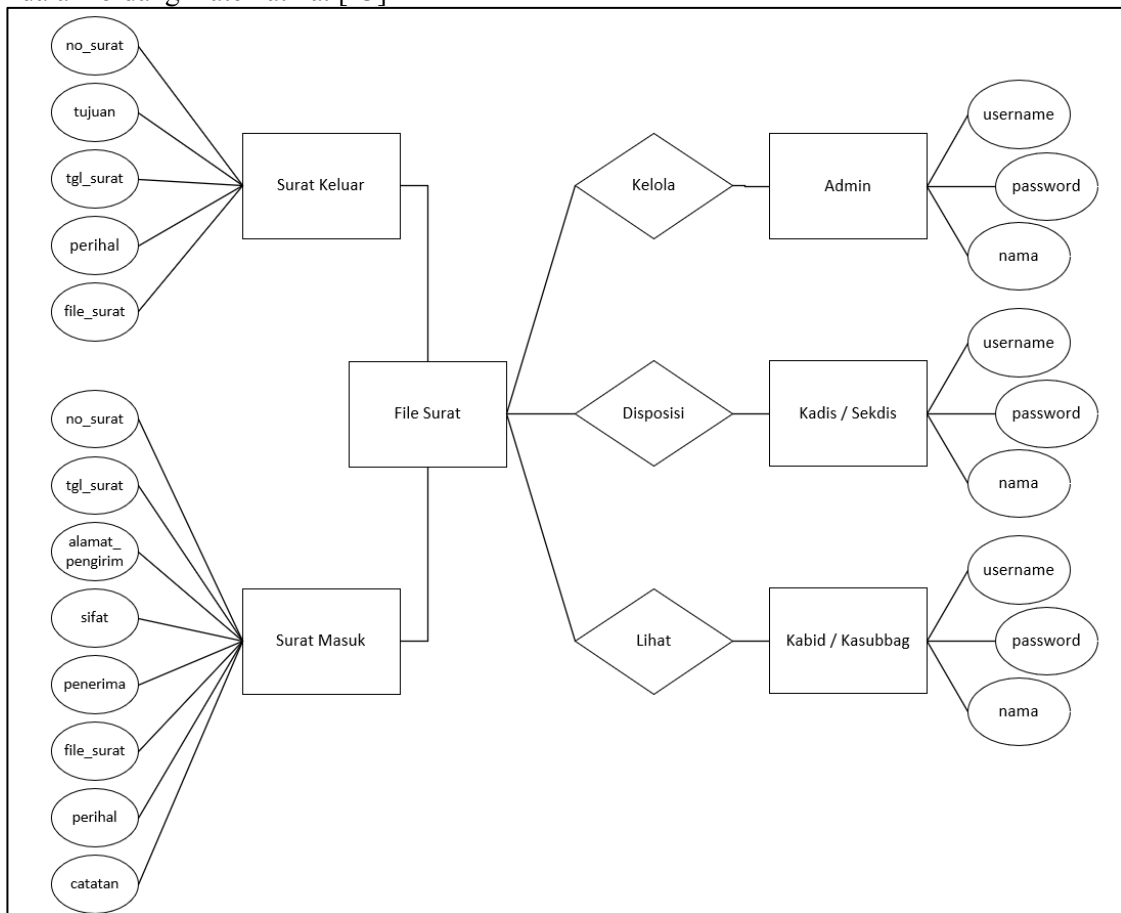 no_surat
tujuan
tgl_surat
perihal
file_surat
Surat Keluar
Kelola
Admin
username
password
nama
File Surat
Disposisi
Kadis / Sekdis
username
password
nama
no_surat
tgl_surat
alamat_
pengirim
sifat
penerima
file_surat
perihal
catatan
Surat Masuk
Lihat
Kabid / Kasubbag
username
password
nama